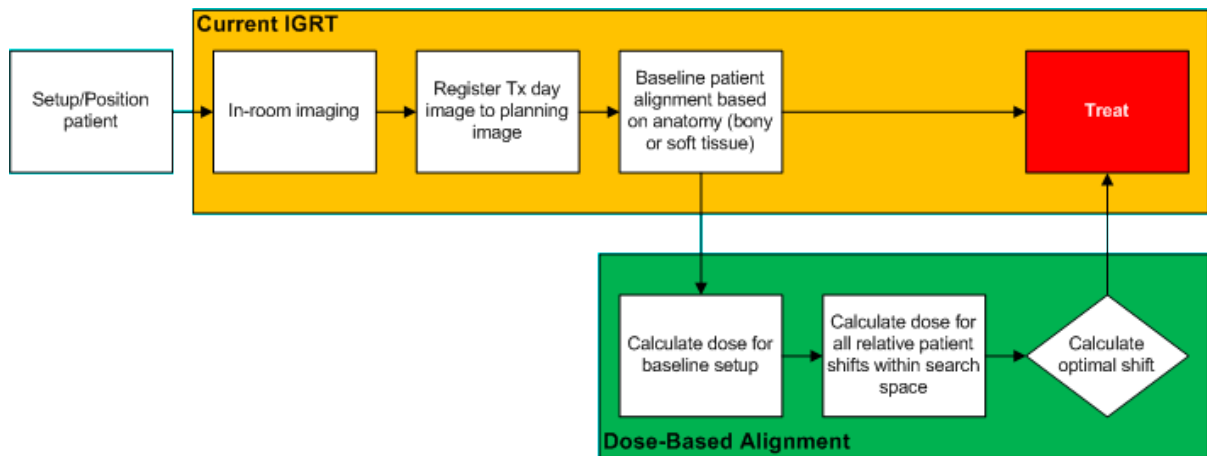 Current IGRT
Setup/Position
patient
In-room imaging
Register Tx day
image to planning
image
Baseline patient
alignment based
on anatomy (bony
or soft tissue)
Treat
Calculate dose for
baseline setup
Calculate dose for
all relative patient
shifts within search
space
Calculate
optimal shift
Dose-Based Alignment